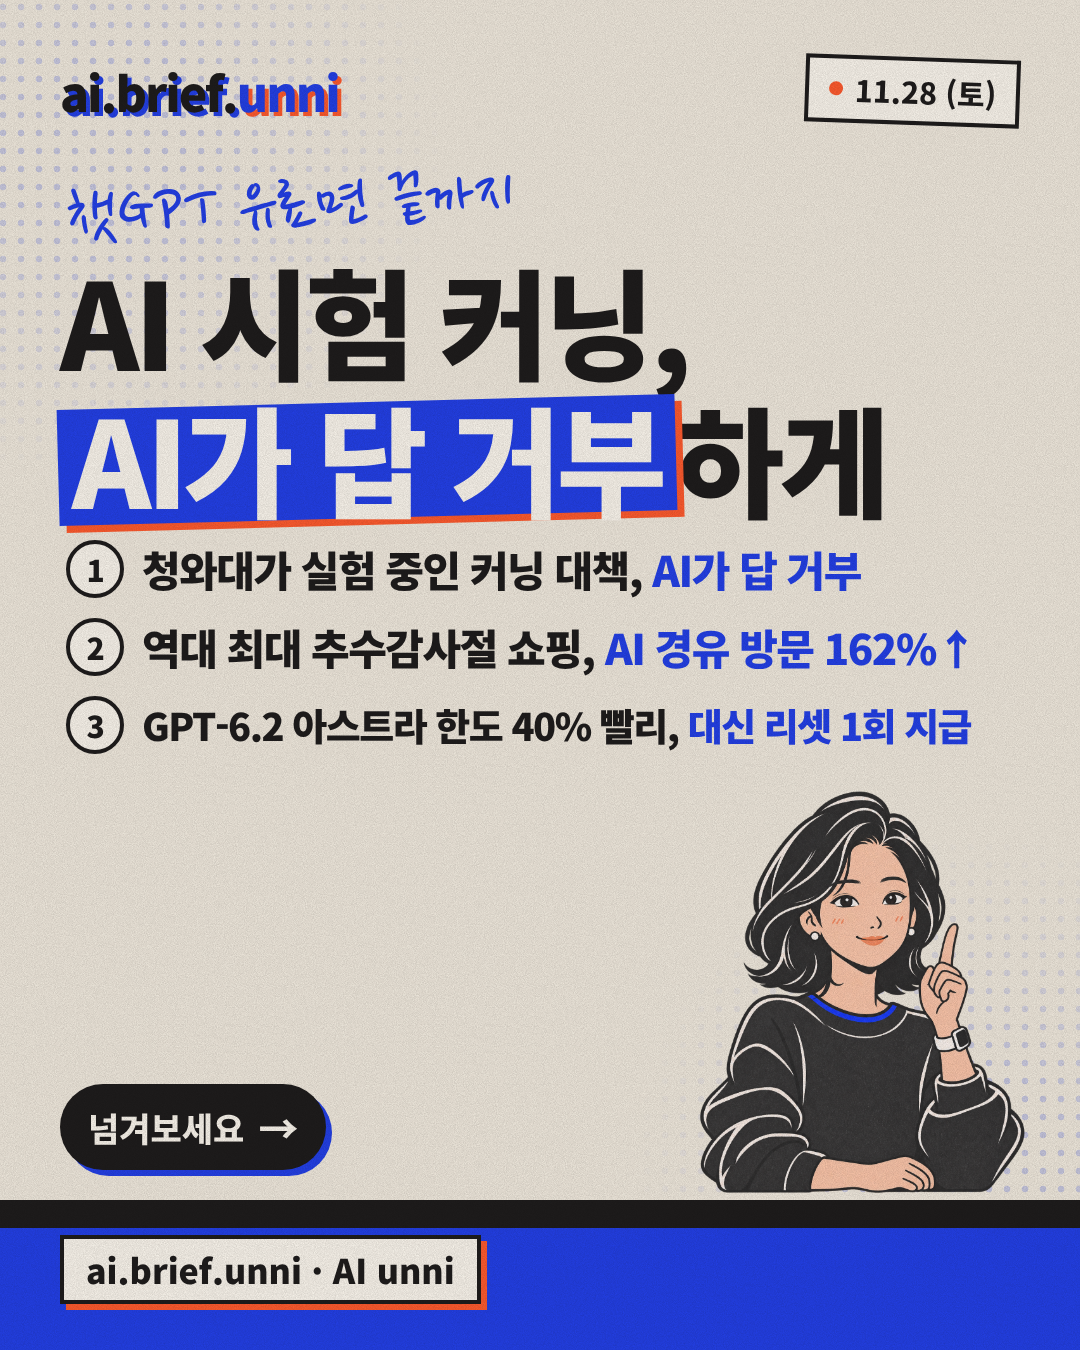 ai.brief.unni
11.28 (토)
챗GPT 유료면 끝까지
AI 시험 커닝,
AI가 답 거부하게
1 청와대가 실험 중인 커닝 대책, AI가 답 거부
2 역대 최대 추수감사절 쇼핑, AI 경유 방문 162%↑
3 GPT-6.2 아스트라 한도 40% 빨리, 대신 리셋 1회 지급
넘겨보세요 →
ai.brief.unni · AI unni